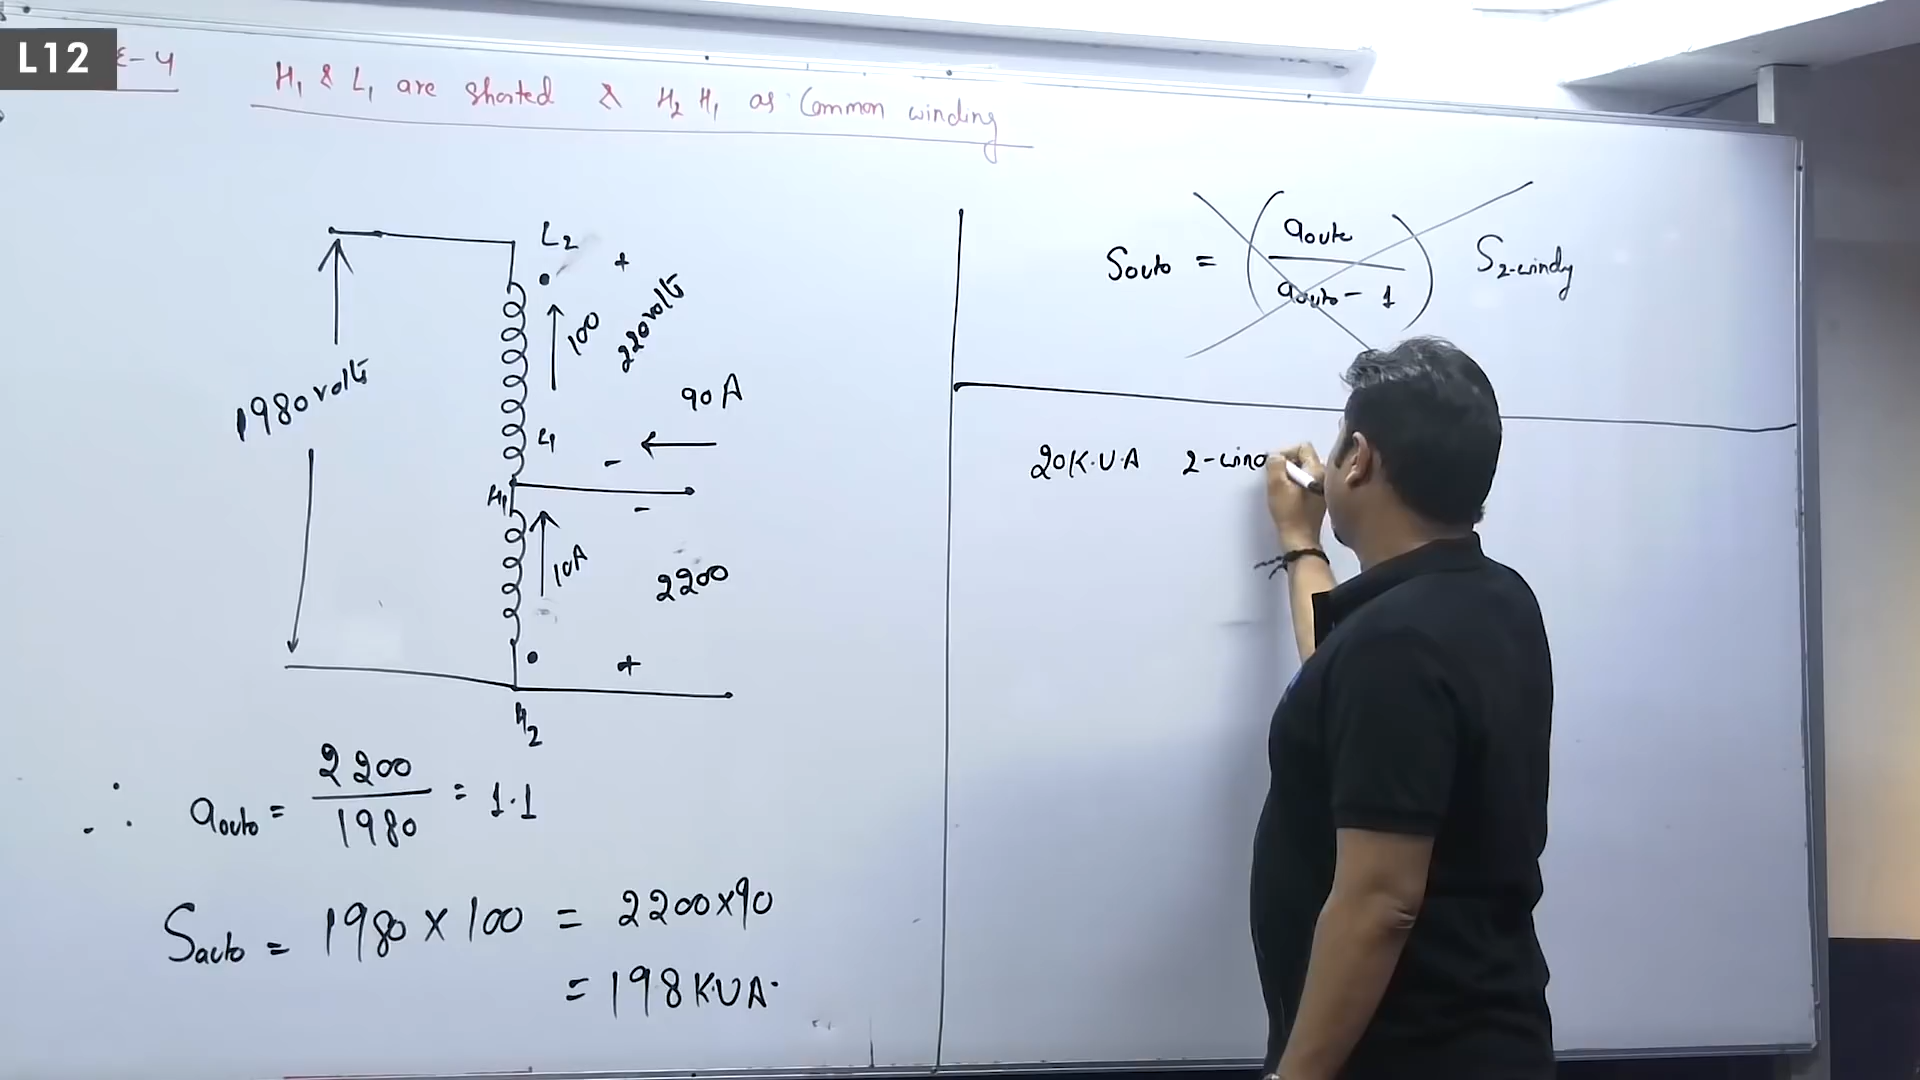 L12
E-4
H₁ & L₁ are shorted & H₂ H₁ as Common winding
L₂
+
100
220 volts
1980 volts
90 A
L₁
-
H₁
-
10A
2200
+
H₂
∴ aauto = 2200/1980 = 1.1
Sauto = 1980 × 100 = 2200×90
= 198 K.V.A.
Sauto = (aauto / aauto - 1) S2-windg
20 K.V.A 2-wind